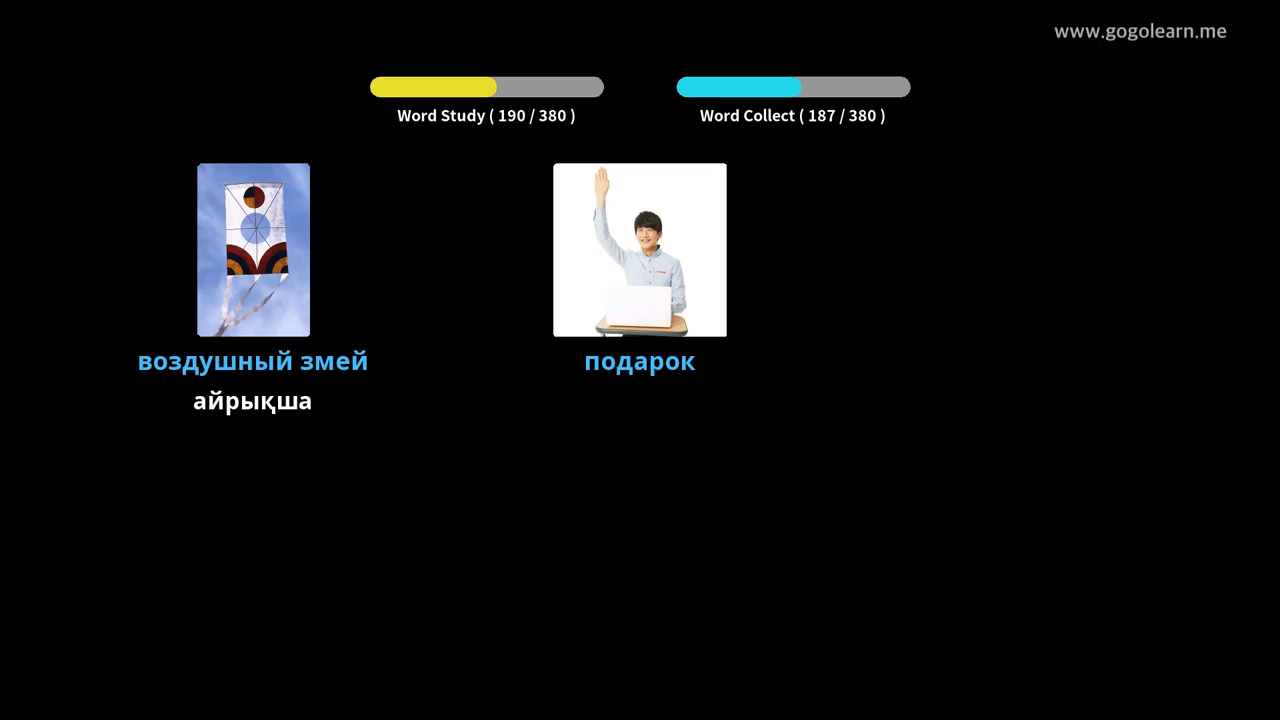 www.gogolearn.me
Word Study ( 190 / 380 )
Word Collect ( 187 / 380 )
воздушный змей
подарок
айрықша